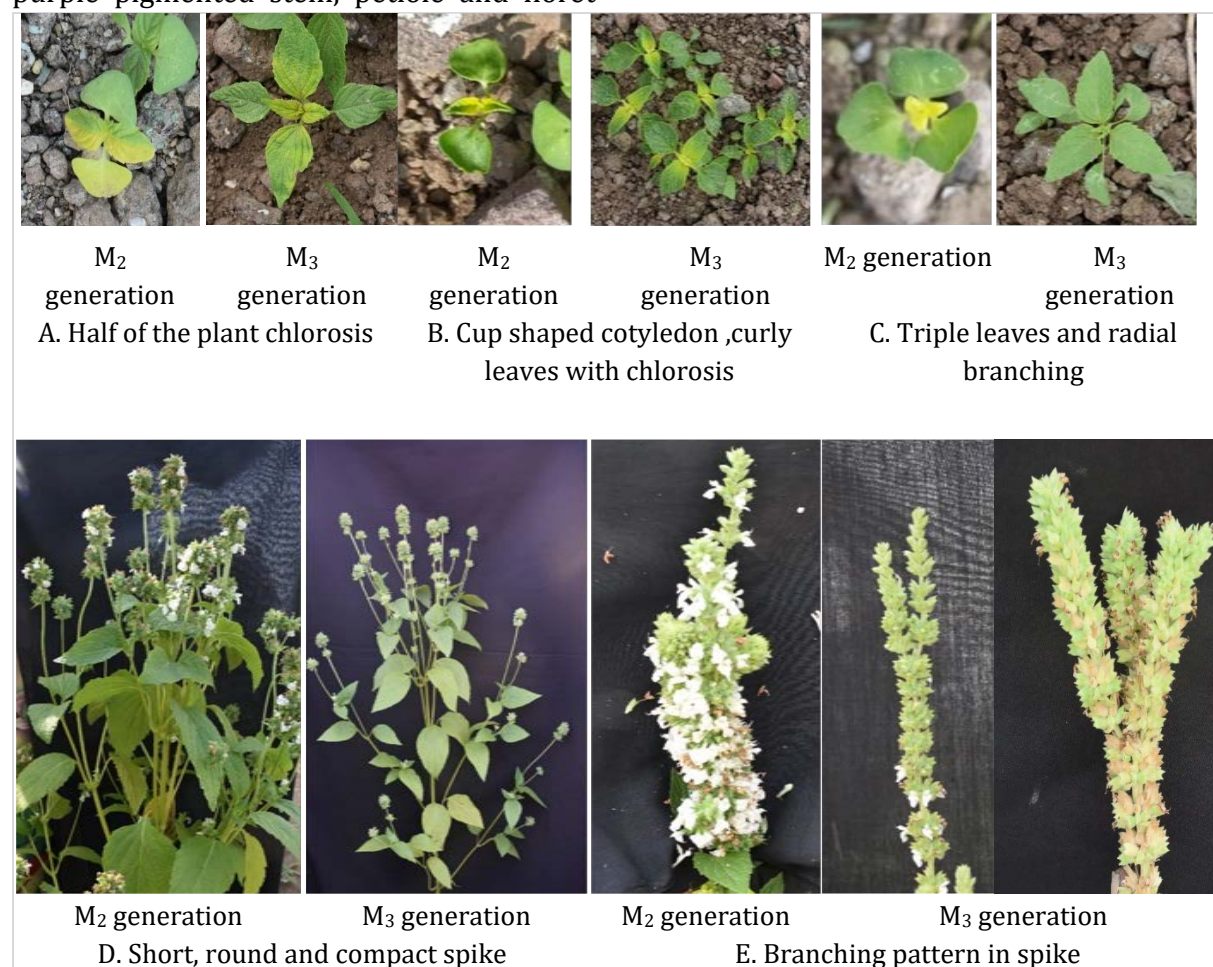 purple pigmented stem, petiole and floret
M2 M3 M2 M3 M2 generation M3
generation generation generation generation generation
A. Half of the plant chlorosis B. Cup shaped cotyledon ,curly C. Triple leaves and radial
leaves with chlorosis branching
M2 generation M3 generation M2 generation M3 generation
D. Short, round and compact spike E. Branching pattern in spike